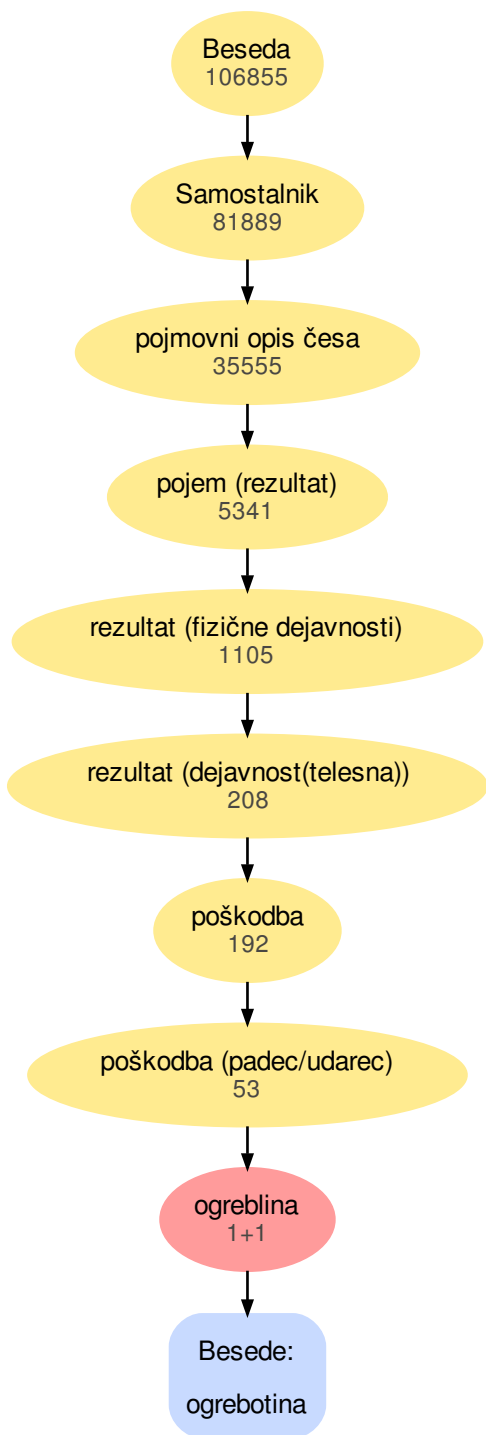 Beseda
106855
Samostalnik
81889
pojmovni opis česa
35555
pojem (rezultat)
5341
rezultat (fizične dejavnosti)
1105
rezultat (dejavnost(telesna))
208
poškodba
192
poškodba (padec/udarec)
53
ogreblina
1+1
Besede:
ogrebotina